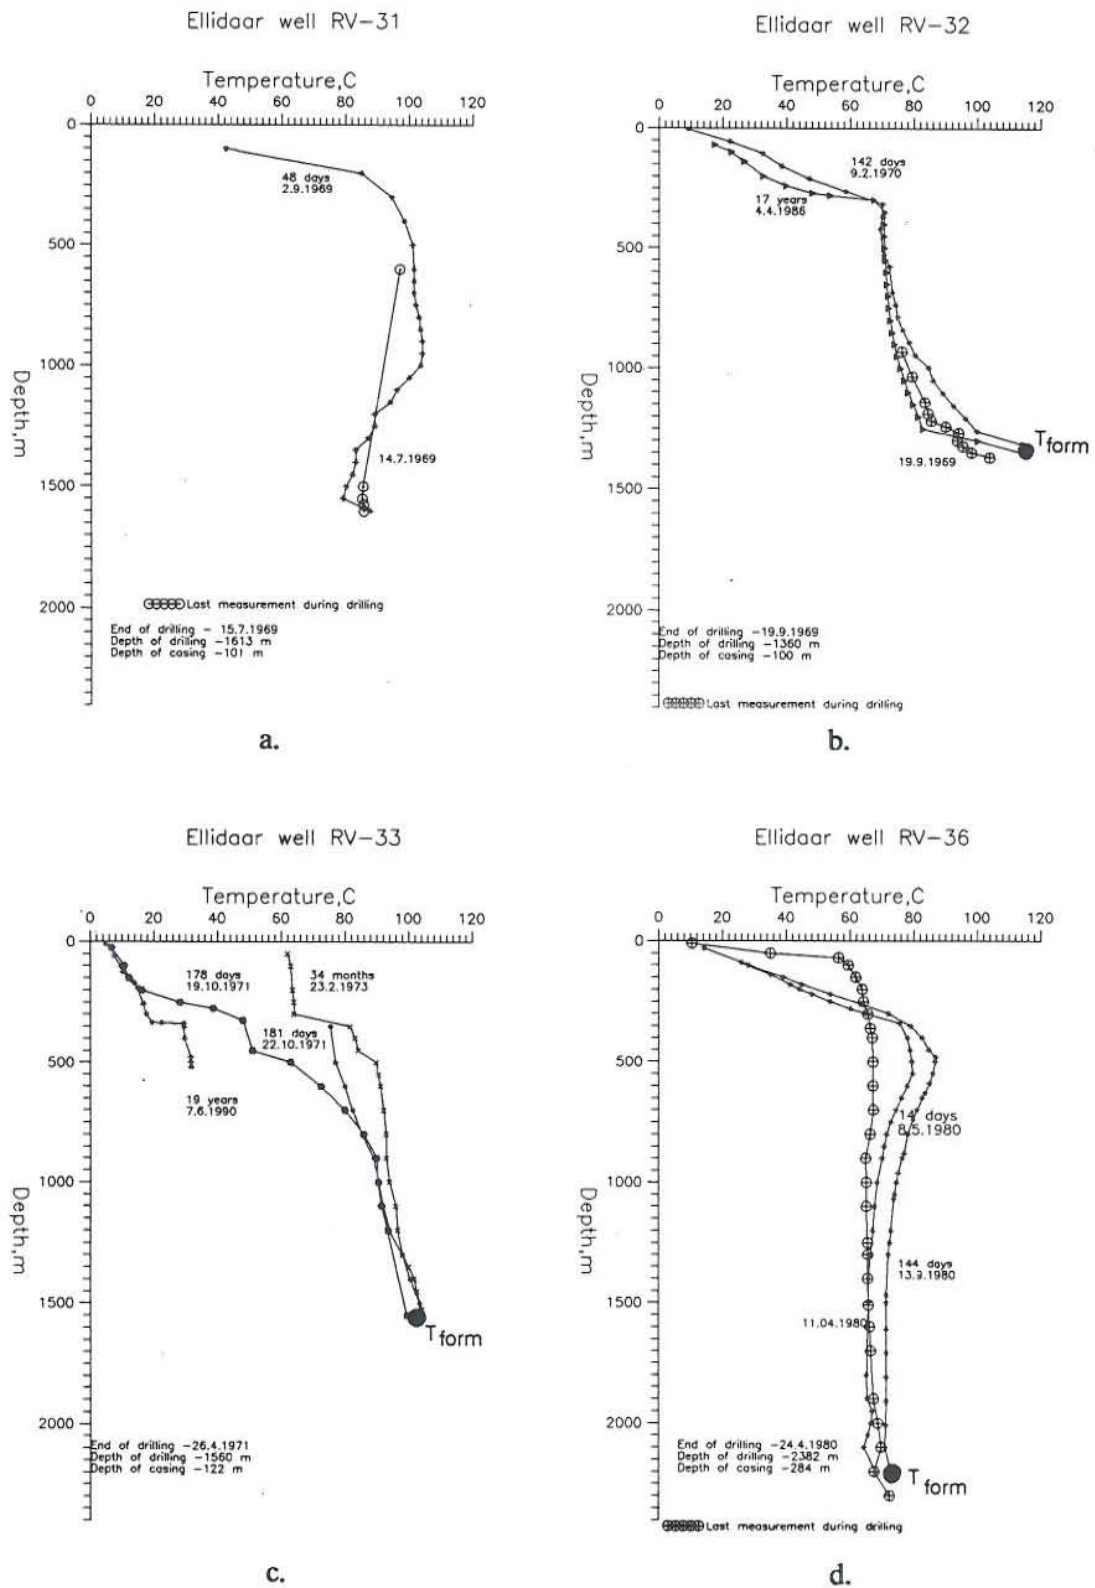 Ellidaar well RV-31
Temperature,C
0 20 40 60 80 100 120
0
500
1000
1500
2000
Depth,m
48 days
2.9.1969
14.7.1969
Last measurement during drilling
End of drilling - 15.7.1969
Depth of drilling -1613 m
Depth of casing -101 m
a.
Ellidaar well RV-32
Temperature,C
0 20 40 60 80 100 120
0
500
1000
1500
2000
Depth,m
142 days
9.2.1970
17 years
4.4.1986
19.9.1969
Tform
End of drilling -19.9.1969
Depth of drilling -1360 m
Depth of casing -100 m
Last measurement during drilling
b.
Ellidaar well RV-33
Temperature,C
0 20 40 60 80 100 120
0
500
1000
1500
2000
Depth,m
178 days
19.10.1971
34 months
23.2.1973
181 days
22.10.1971
19 years
7.6.1990
Tform
End of drilling -26.4.1971
Depth of drilling -1560 m
Depth of casing -122 m
c.
Ellidaar well RV-36
Temperature,C
0 20 40 60 80 100 120
0
500
1000
1500
2000
Depth,m
14 days
8.5.1980
144 days
13.9.1980
11.04.1980
T form
End of drilling -24.4.1980
Depth of drilling -2382 m
Depth of casing -284 m
Last measurement during drilling
d.